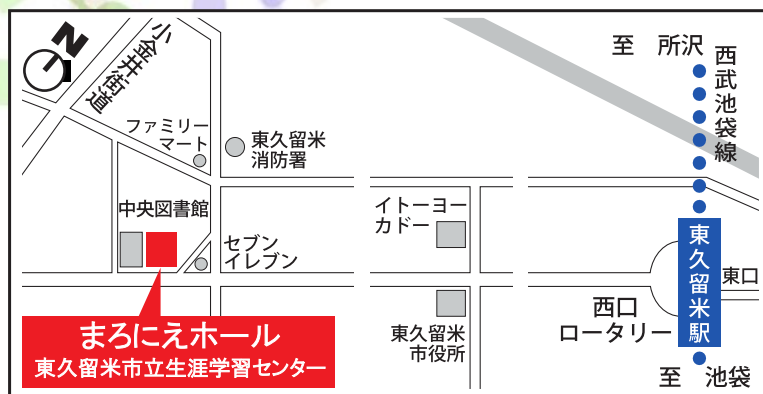 N
小金井街道
ファミリー
マート
東久留米
消防署
至 所沢
西武池袋線
中央図書館
セブン
イレブン
イトーヨー
カドー
東久留米駅
東口
西口
ロータリー
東久留米
市役所
まろにえホール
東久留米市立生涯学習センター
至 池袋